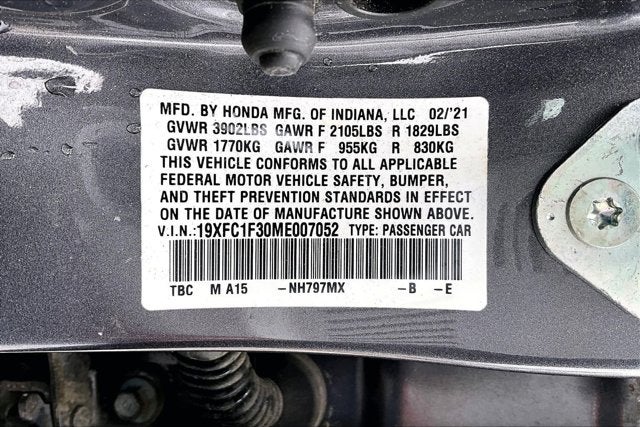 MFD. BY HONDA MFG. OF INDIANA, LLC 02/'21
GVWR 3902LBS GAWR F 2105LBS R 1829LBS
GVWR 1770KG GAWR F 955KG R 830KG
THIS VEHICLE CONFORMS TO ALL APPLICABLE
FEDERAL MOTOR VEHICLE SAFETY, BUMPER,
AND THEFT PREVENTION STANDARDS IN EFFECT
ON THE DATE OF MANUFACTURE SHOWN ABOVE.
V.I.N.:19XFC1F30ME007052 TYPE: PASSENGER CAR
TBC M A15 -NH797MX -B -E